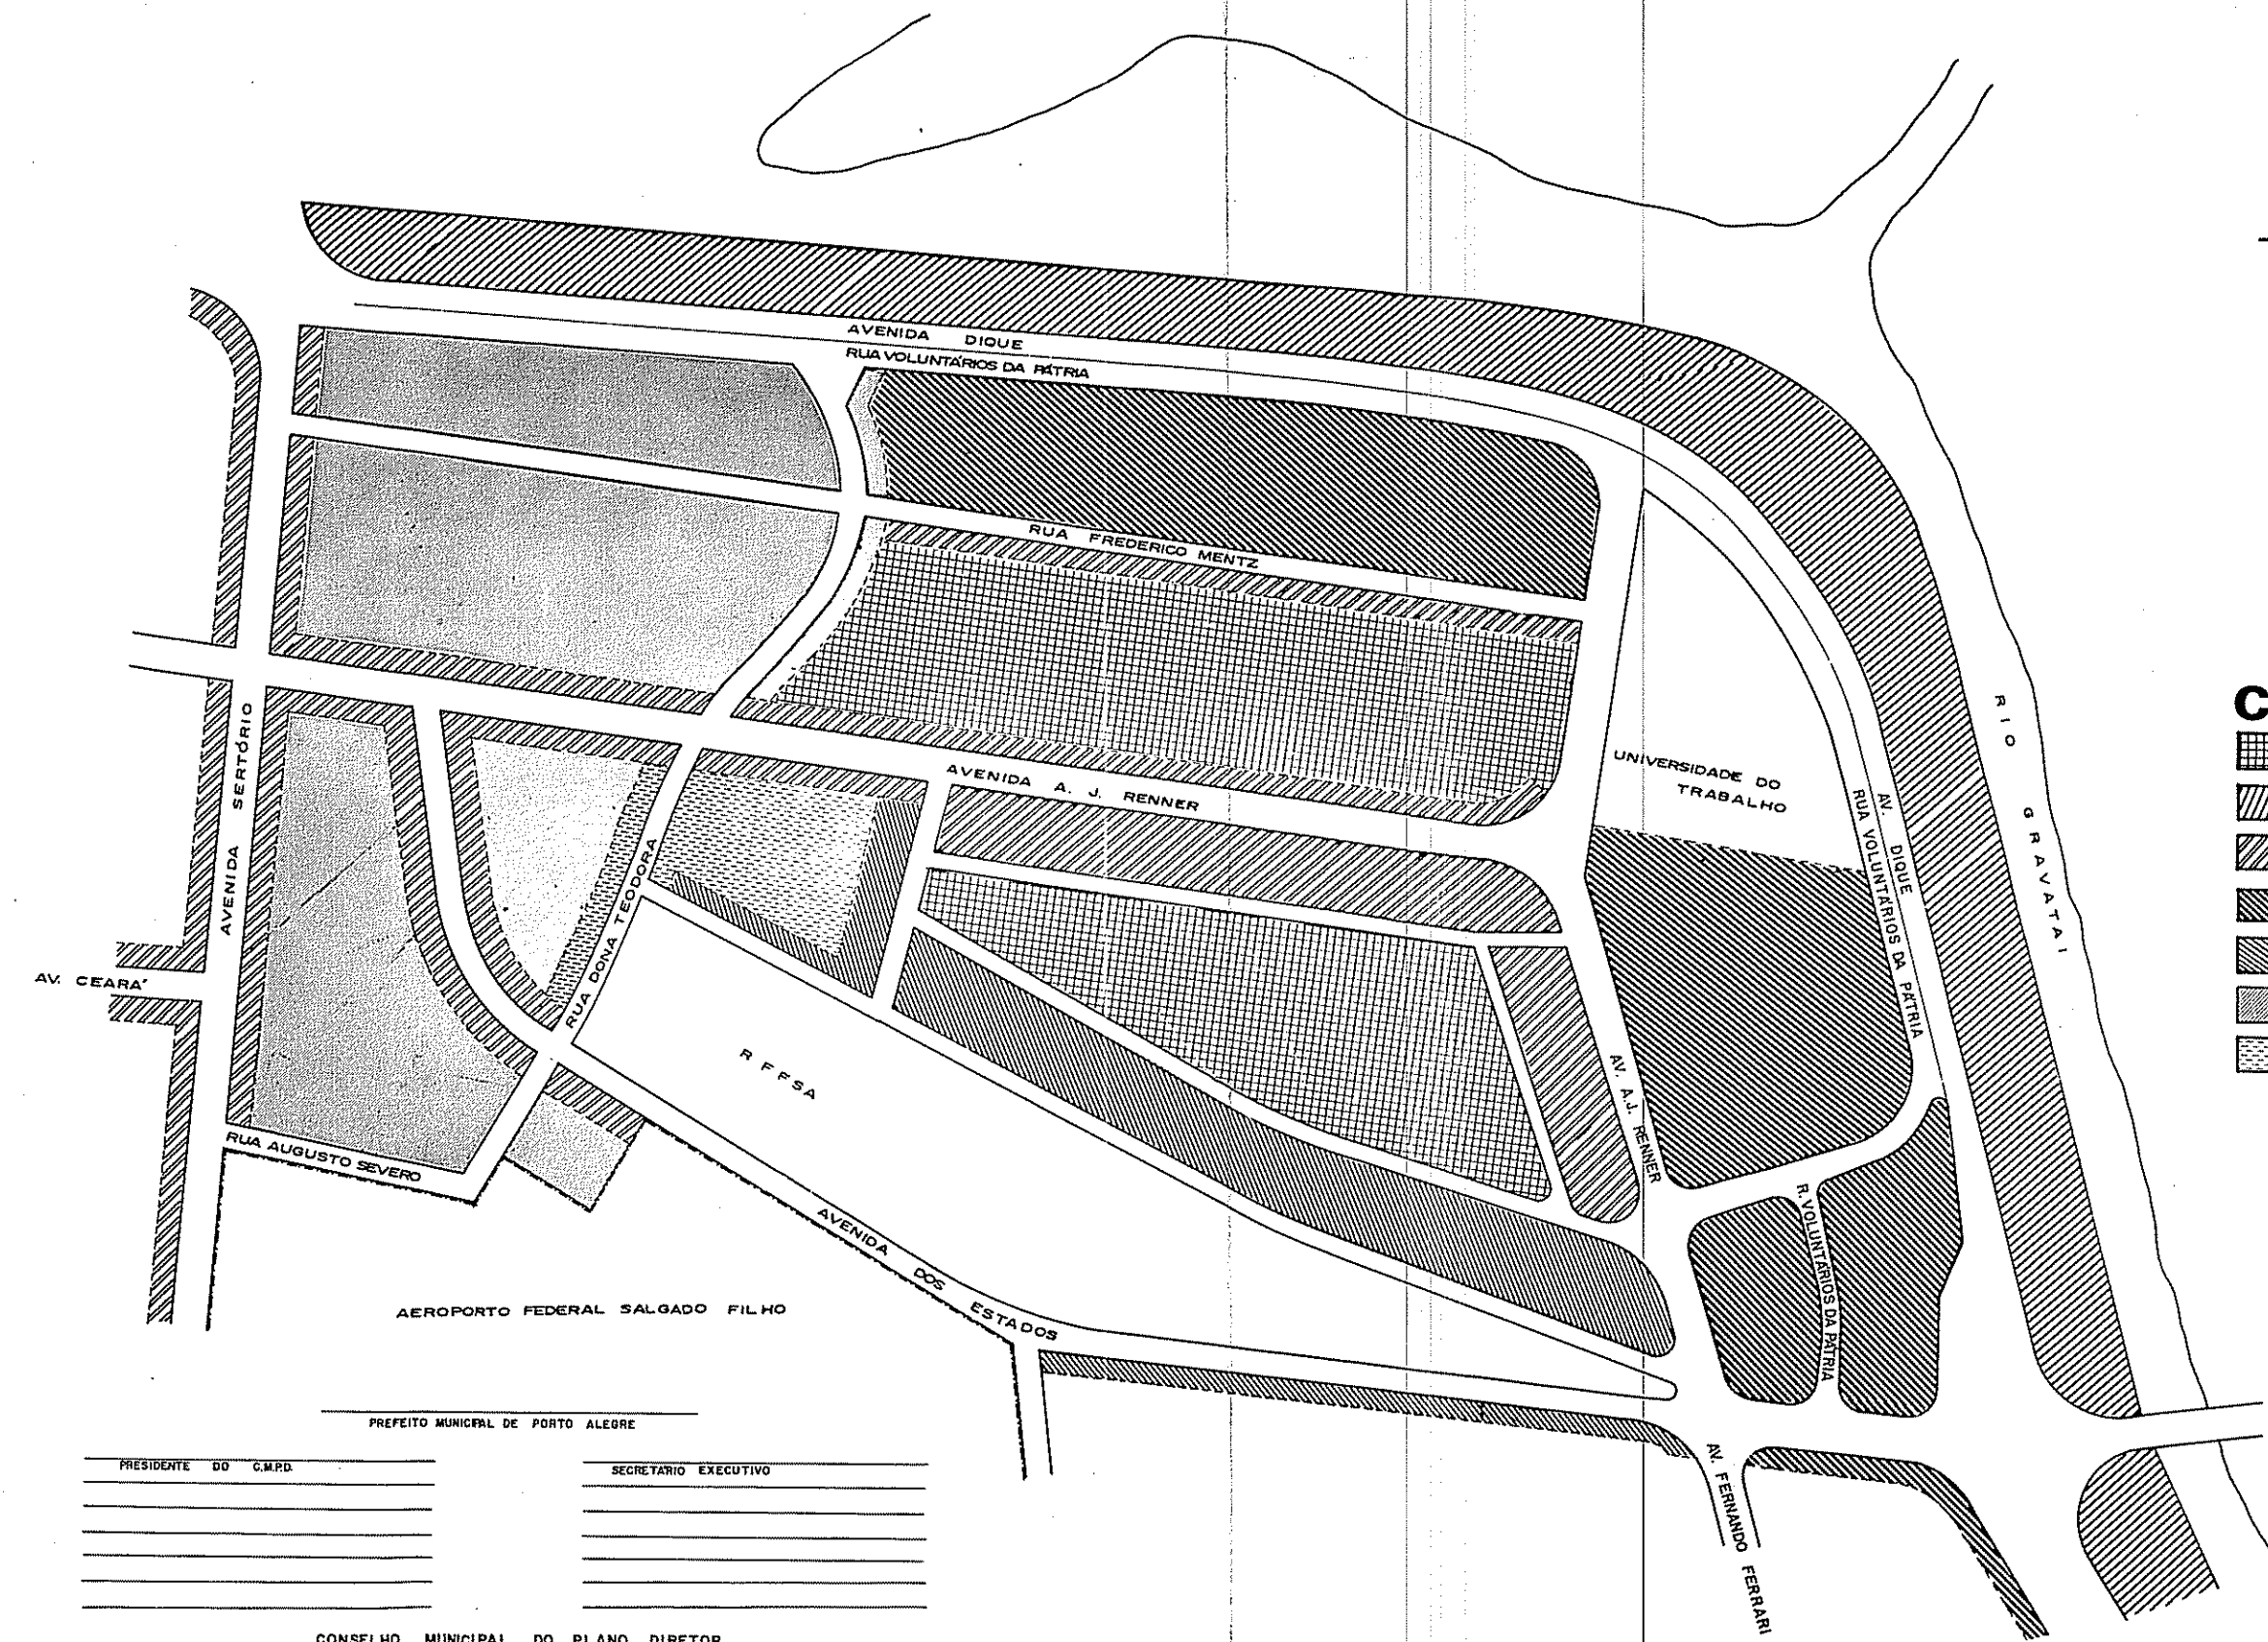 AVENIDA DIQUE
RUA VOLUNTÁRIOS DA PÁTRIA
RUA FREDERICO MENTZ
AVENIDA SERTÓRIO
AVENIDA A. J. RENNER
UNIVERSIDADE DO
TRABALHO
AV. DIQUE
RUA VOLUNTÁRIOS DA PÁTRIA
RIO GRAVATAI
C
RUA DONA TEODORA
AV. CEARÁ
R F F S A
AV. A.J. RENNER
RUA AUGUSTO SEVERO
R. VOLUNTÁRIOS DA PÁTRIA
AVENIDA DOS ESTADOS
AEROPORTO FEDERAL SALGADO FILHO
AV. FERNANDO FERRARI
PREFEITO MUNICIPAL DE PORTO ALEGRE
PRESIDENTE DO C.M.P.D.
SECRETÁRIO EXECUTIVO
CONSELHO MUNICIPAL DO PLANO DIRETOR